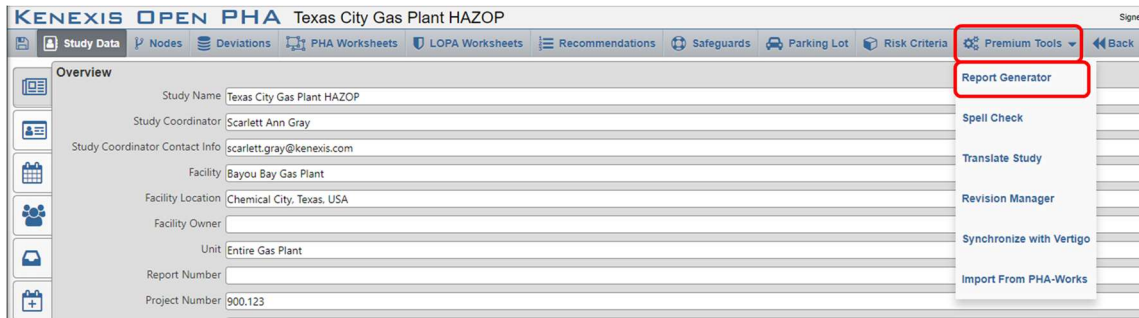 KENEXIS OPEN PHA Texas City Gas Plant HAZOP
Study Data Nodes Deviations PHA Worksheets LOPA Worksheets Recommendations Safeguards Parking Lot Risk Criteria Premium Tools Back
Overview
Study Name Texas City Gas Plant HAZOP
Study Coordinator Scarlett Ann Gray
Study Coordinator Contact Info scarlett.gray@kenexis.com
Facility Bayou Bay Gas Plant
Facility Location Chemical City, Texas, USA
Facility Owner
Unit Entire Gas Plant
Report Number
Project Number 900.123
Report Generator
Spell Check
Translate Study
Revision Manager
Synchronize with Vertigo
Import From PHA-Works